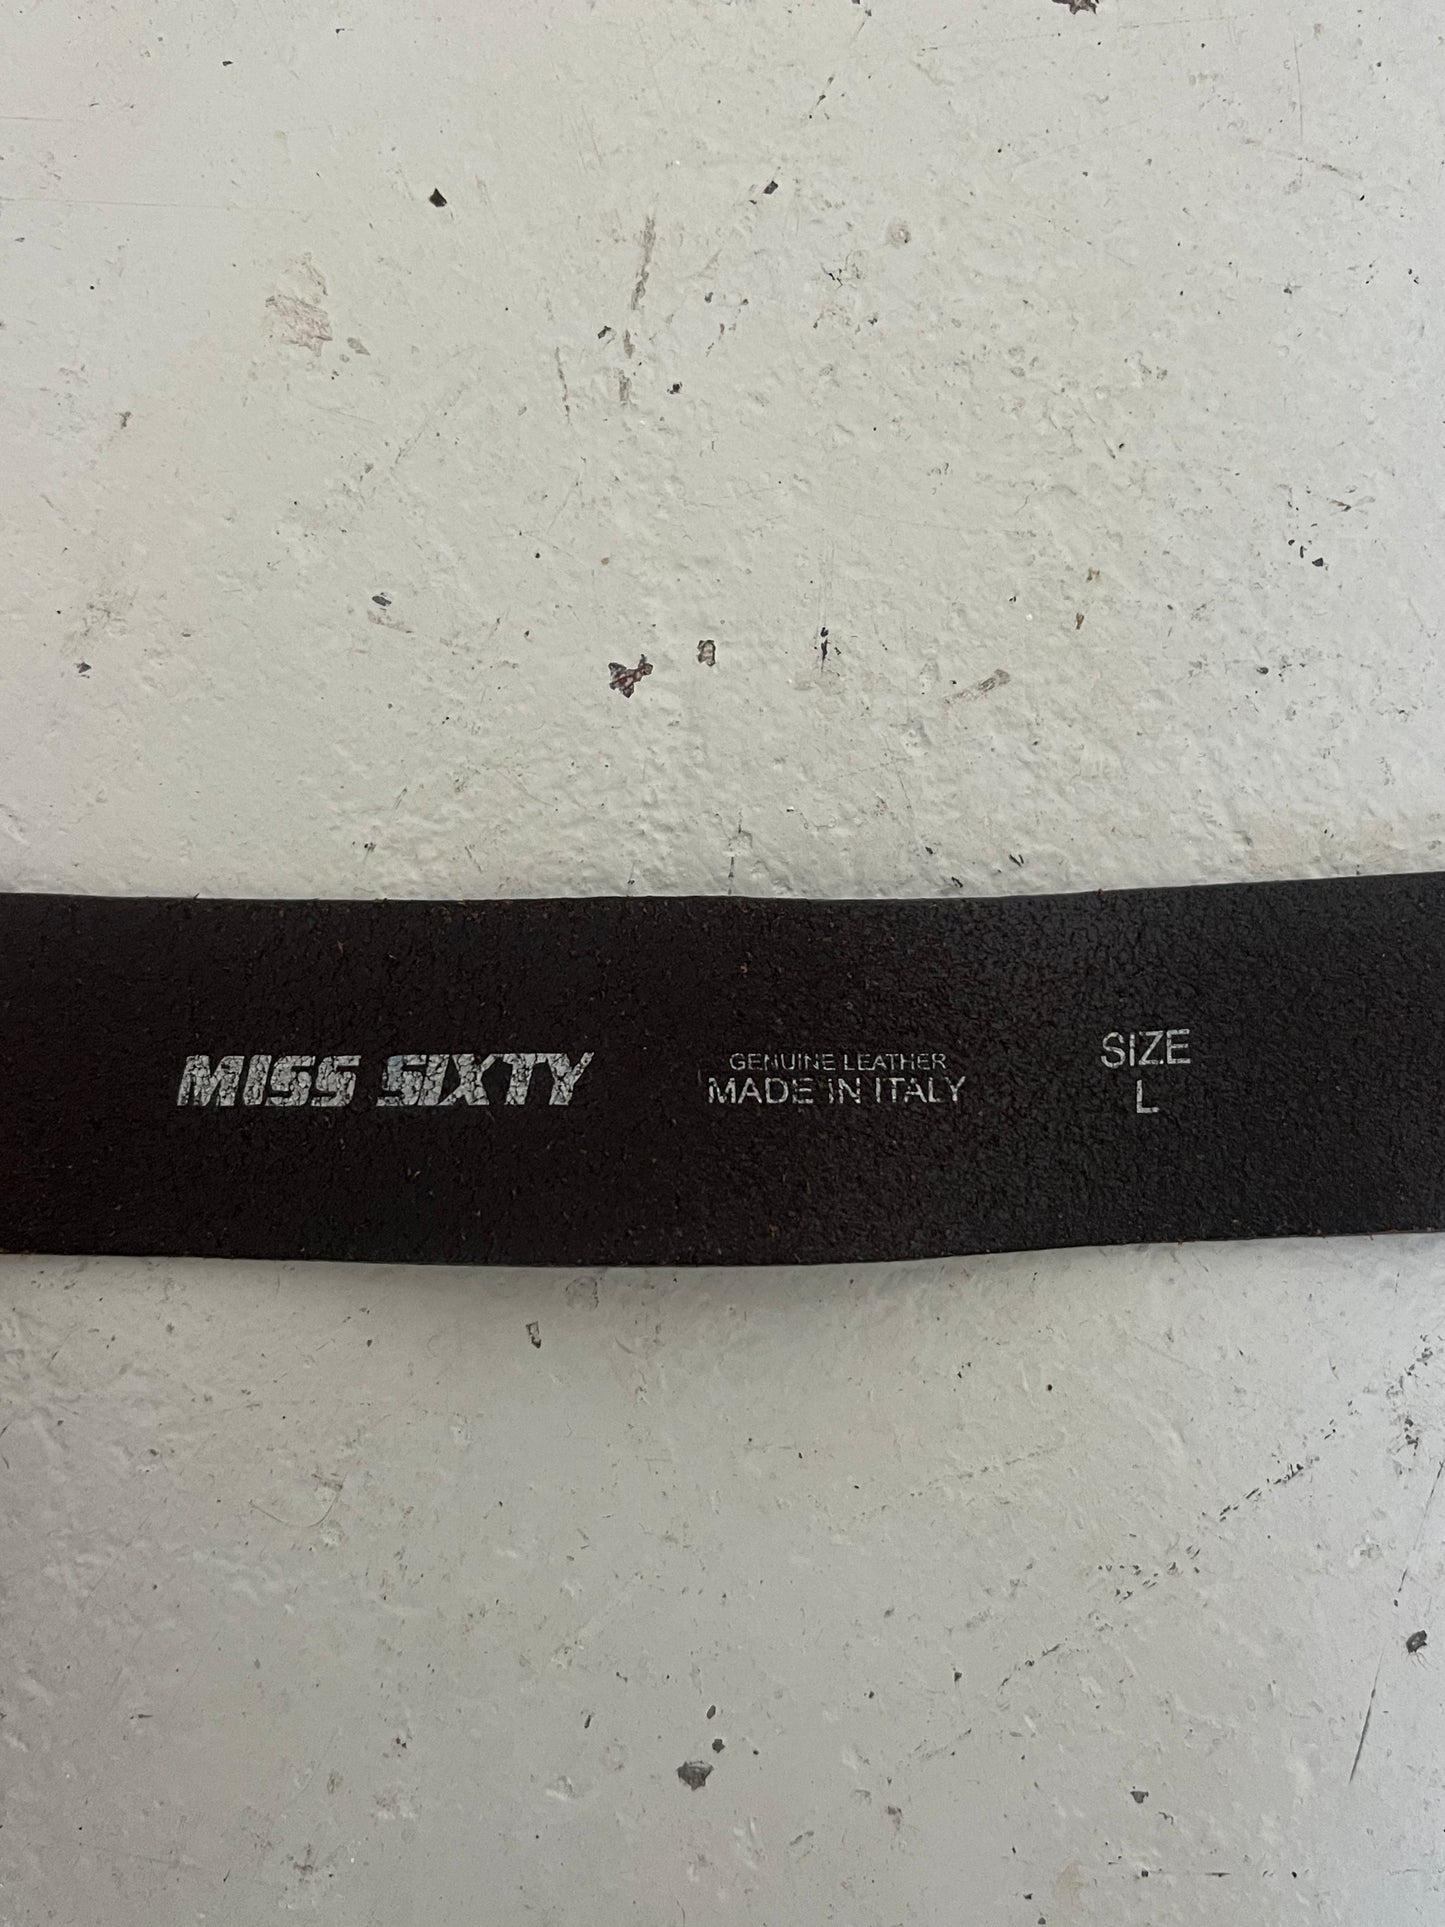 MISS SIXTY
GENUINE LEATHER
MADE IN ITALY
SIZE
L